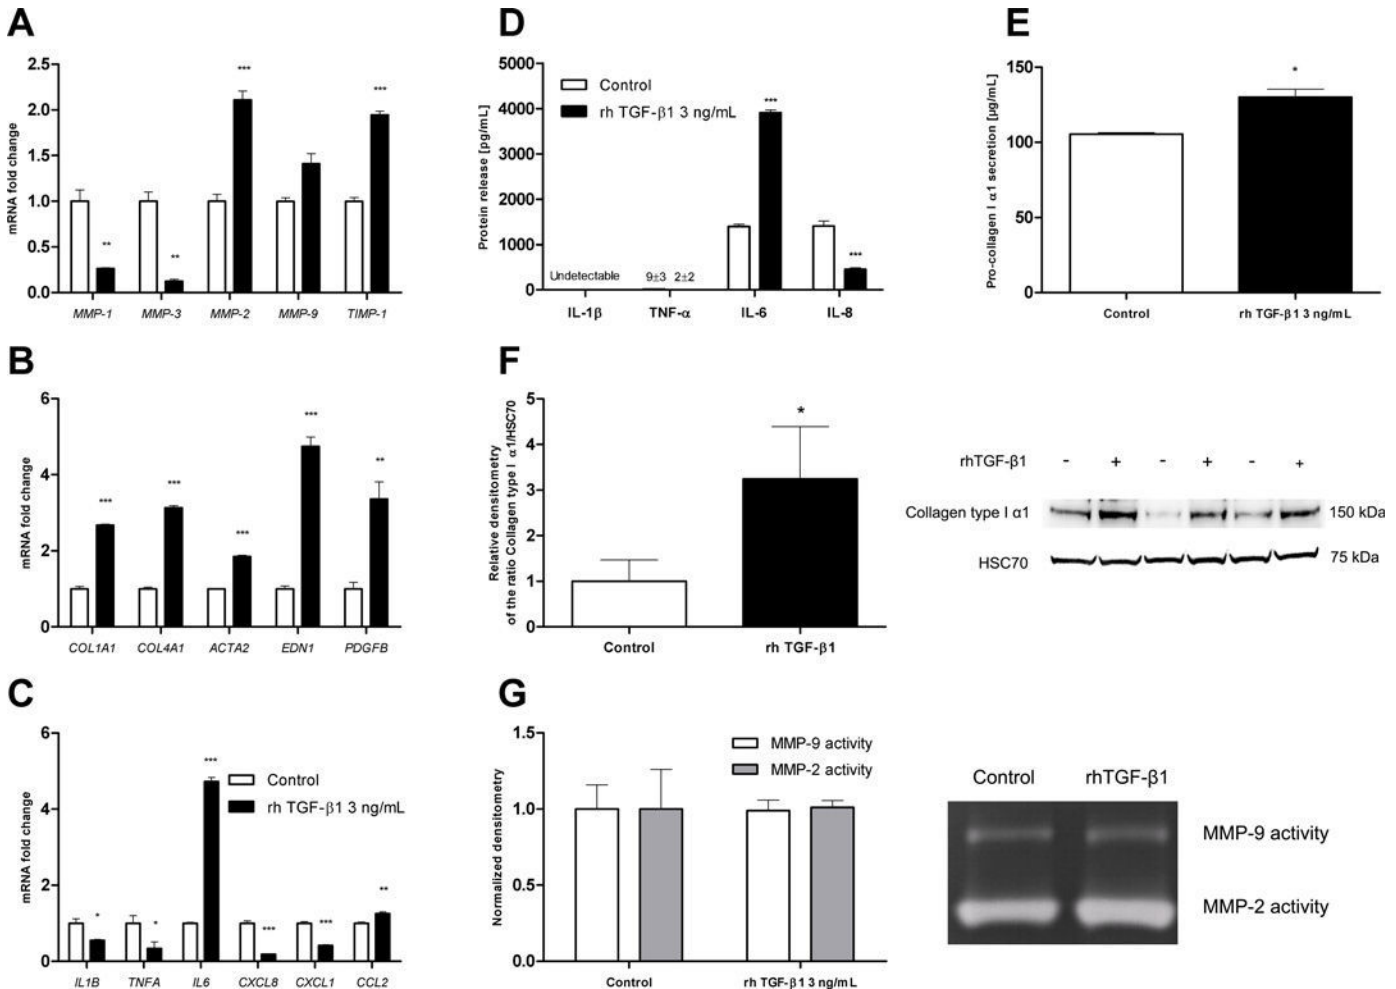 A
mRNA fold change
2.5
2.0
1.5
1.0
0.5
0.0
**
**
***
***
MMP-1 MMP-3 MMP-2 MMP-9 TIMP-1
B
mRNA fold change
6
4
2
0
***
***
***
***
**
COL1A1 COL4A1 ACTA2 EDN1 PDGFB
C
mRNA fold change
6
4
2
0
Control
rh TGF-β1 3 ng/mL
*
*
***
***
***
**
IL1B TNFA IL6 CXCL8 CXCL1 CCL2
D
Protein release [pg/mL]
5000
4000
3000
2000
1000
0
Control
rh TGF-β1 3 ng/mL
Undetectable
9±3 2±2
***
***
IL-1β TNF-α IL-6 IL-8
E
Pro-collagen I α1 secretion [µg/mL]
150
100
50
0
*
Control rh TGF-β1 3 ng/mL
F
Relative densitometry
of the ratio Collagen type I α1/HSC70
5
4
3
2
1
0
*
Control rh TGF-β1
rhTGF-β1 - + - + - +
Collagen type I α1 150 kDa
HSC70 75 kDa
G
Normalized densitometry
1.5
1.0
0.5
0.0
MMP-9 activity
MMP-2 activity
Control rh TGF-β1 3 ng/mL
Control rhTGF-β1
MMP-9 activity
MMP-2 activity